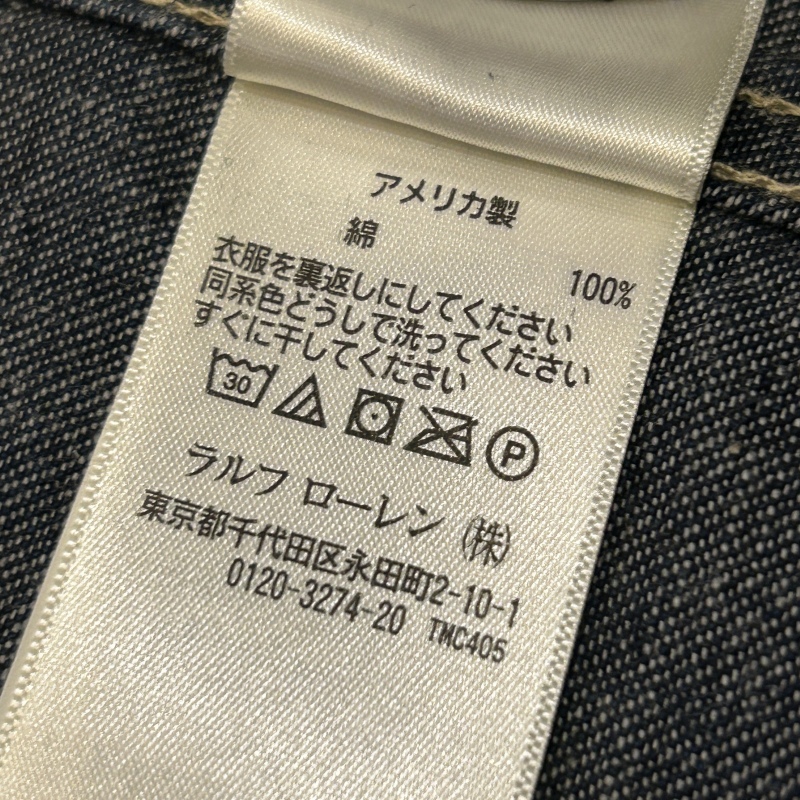 アメリカ製
綿 100%
衣服を裏返しにしてください
同系色どうしで洗ってください
すぐに干してください
30 P
ラルフ ローレン (株)
東京都千代田区永田町2-10-1
0120-3274-20 TMC405